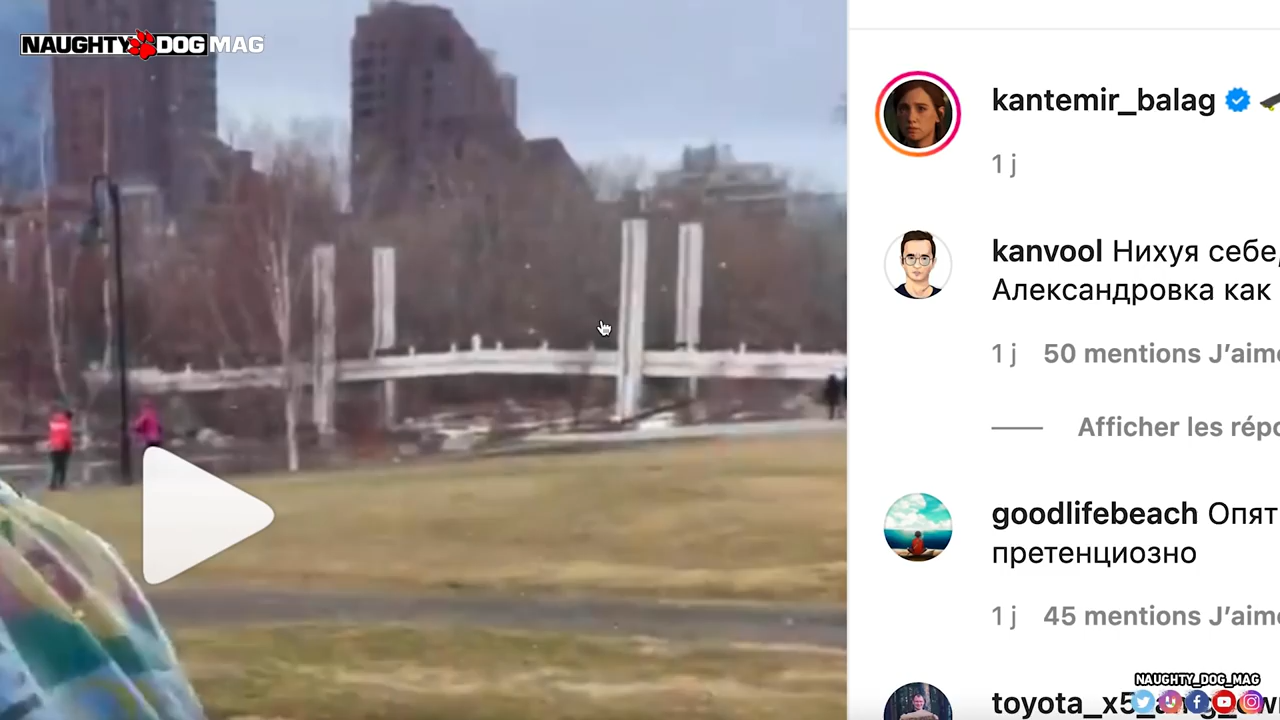 NAUGHTY DOG MAG
kantemir_balag
1 j
kanvool Нихуя себе,
Александровка как
1 j 50 mentions J’aime
Afficher les
goodlifebeach Опят
претенциозно
1 j 45 mentions J’aime
NAUGHTY_DOG_MAG